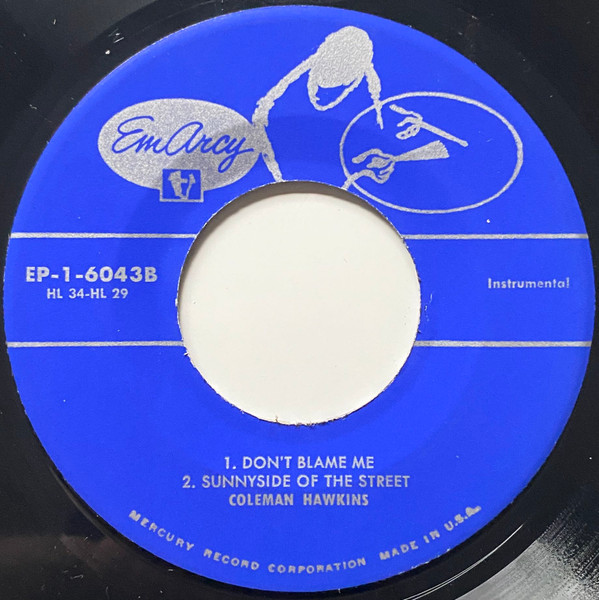 EmArcy
EP-1-6043B
HL 34-HL 29
Instrumental
1. DON'T BLAME ME
2. SUNNYSIDE OF THE STREET
COLEMAN HAWKINS
MERCURY RECORD CORPORATION MADE IN U.S.A.